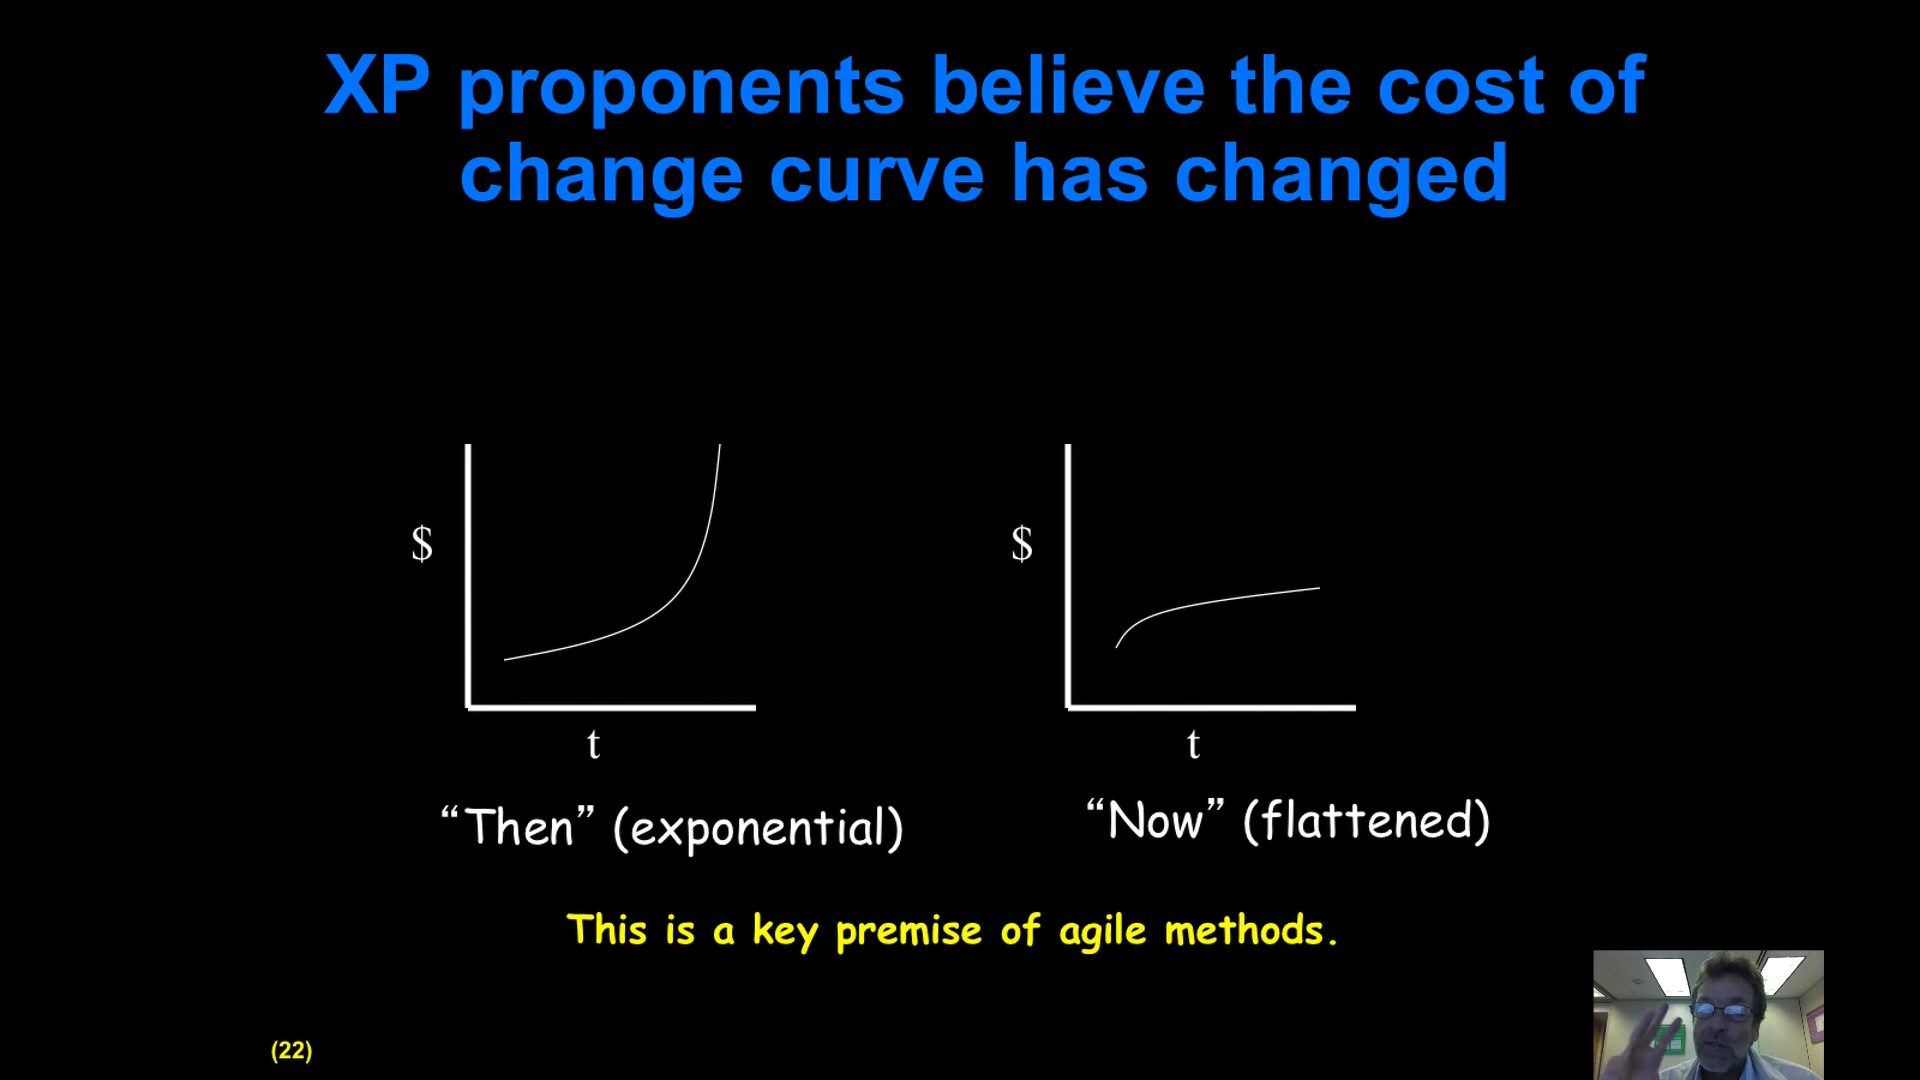 XP proponents believe the cost of
change curve has changed
$
t
$
t
“Then” (exponential)
“Now” (flattened)
This is a key premise of agile methods.
(22)